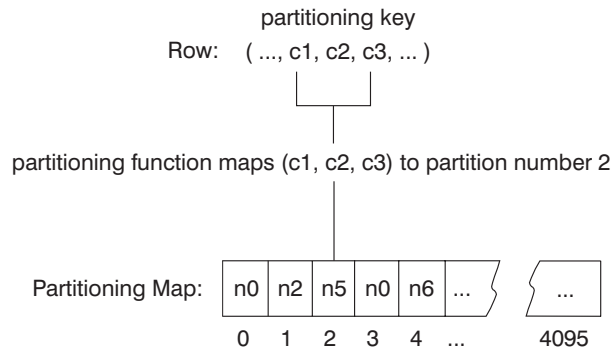 partitioning key
Row: ( ..., c1, c2, c3, ... )
partitioning function maps (c1, c2, c3) to partition number 2
Partitioning Map: n0 n2 n5 n0 n6 ... ...
0 1 2 3 4 ... 4095